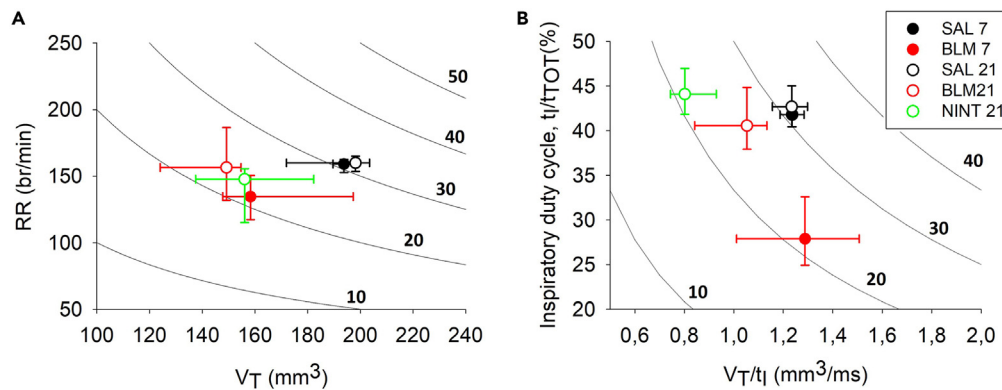 A
RR (br/min)
250
200
150
100
50
50
40
30
20
10
100 120 140 160 180 200 220 240
VT (mm³)
B
Inspiratory duty cycle, tI/tTOT(%)
50
45
40
35
30
25
20
SAL 7
BLM 7
SAL 21
BLM21
NINT 21
40
30
20
10
0,6 0,8 1,0 1,2 1,4 1,6 1,8 2,0
VT/tI (mm³/ms)